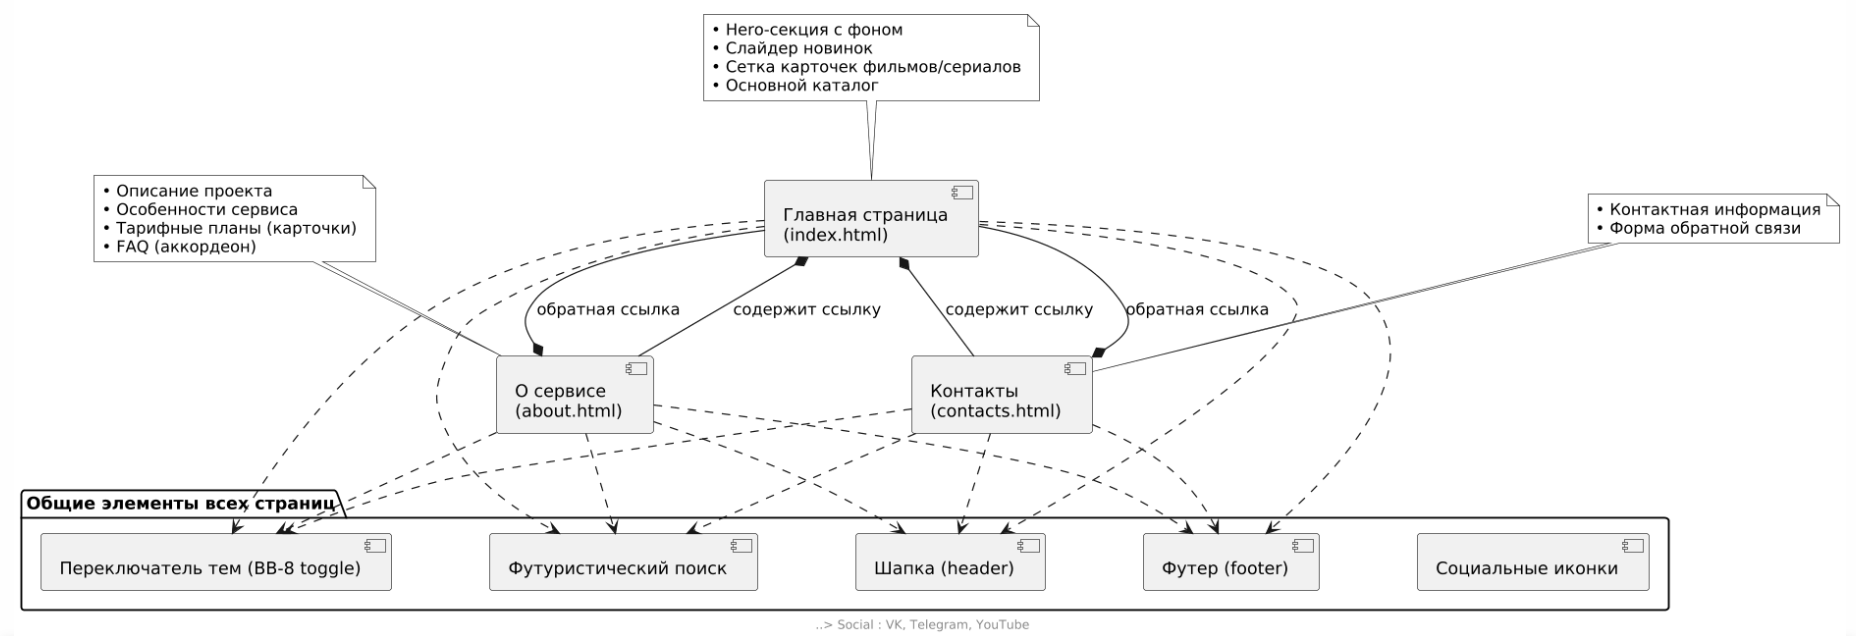 • Hero-секция с фоном
• Слайдер новинок
• Сетка карточек фильмов/сериалов
• Основной каталог
• Описание проекта
• Особенности сервиса
• Тарифные планы (карточки)
• FAQ (аккордеон)
Главная страница
(index.html)
• Контактная информация
• Форма обратной связи
обратная ссылка
содержит ссылку
содержит ссылку
обратная ссылка
О сервисе
(about.html)
Контакты
(contacts.html)
Общие элементы всех страниц
Переключатель тем (BB-8 toggle)
Футуристический поиск
Шапка (header)
Футер (footer)
Социальные иконки
..> Social : VK, Telegram, YouTube